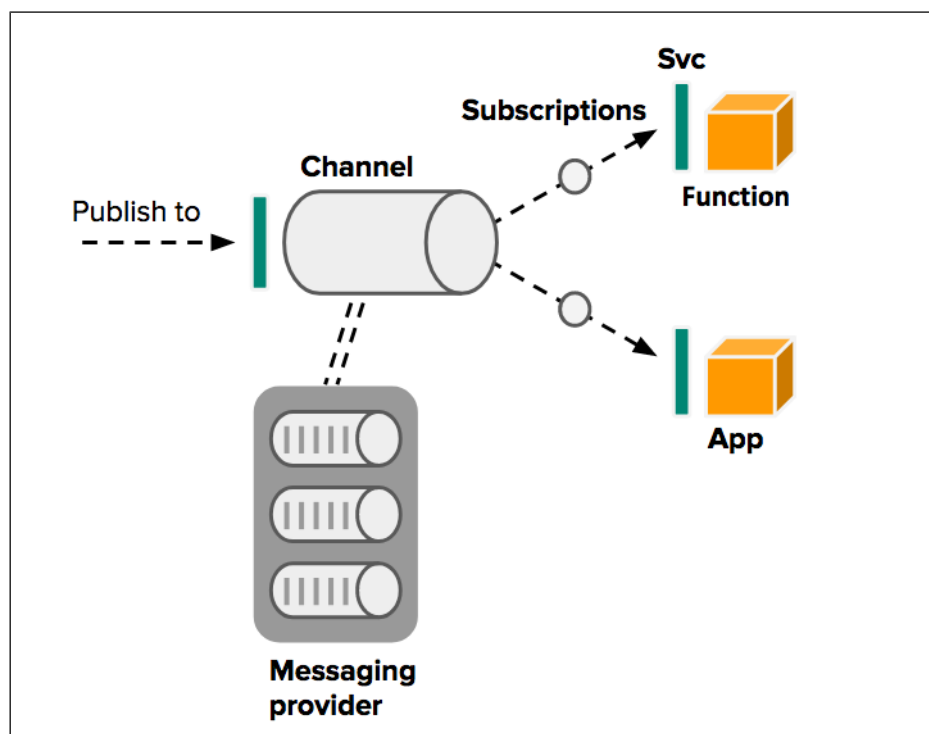 Svc
Subscriptions
Channel
Function
Publish to
App
Messaging
provider